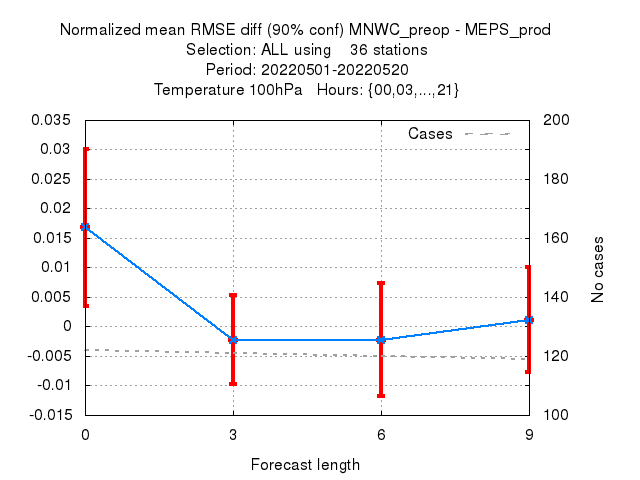 Normalized mean RMSE diff (90% conf) MNWC_preop - MEPS_prod
Selection: ALL using    36 stations
Period: 20220501-20220520
Temperature 100hPa   Hours: {00,03,...,21}
0.035
0.03
0.025
0.02
0.015
0.01
0.005
0
-0.005
-0.01
-0.015
Cases
200
180
160
140
120
100
No cases
0 3 6 9
Forecast length